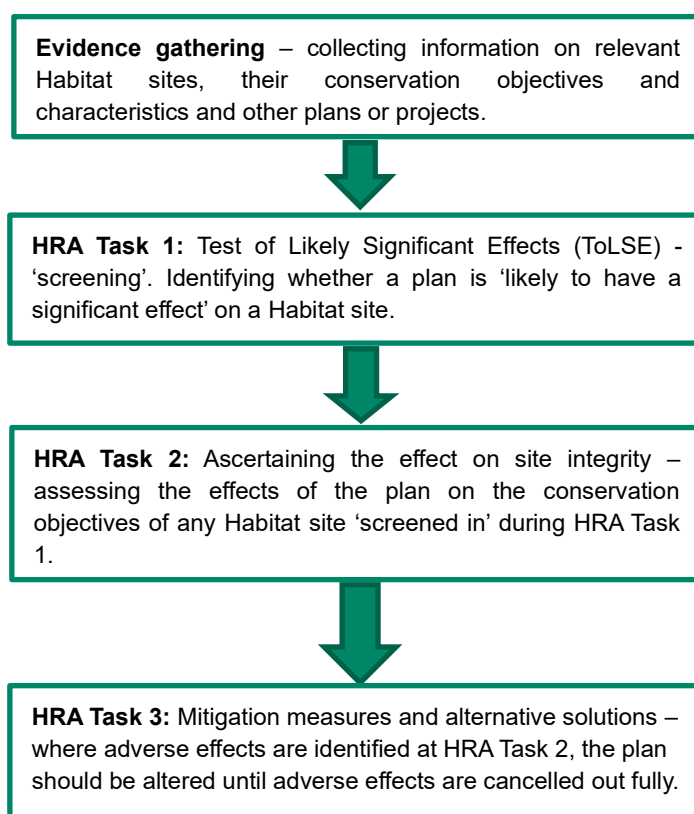 Evidence gathering – collecting information on relevant
Habitat sites, their conservation objectives and
characteristics and other plans or projects.
HRA Task 1: Test of Likely Significant Effects (ToLSE) -
‘screening’. Identifying whether a plan is ‘likely to have a
significant effect’ on a Habitat site.
HRA Task 2: Ascertaining the effect on site integrity –
assessing the effects of the plan on the conservation
objectives of any Habitat site ‘screened in’ during HRA Task
1.
HRA Task 3: Mitigation measures and alternative solutions –
where adverse effects are identified at HRA Task 2, the plan
should be altered until adverse effects are cancelled out fully.